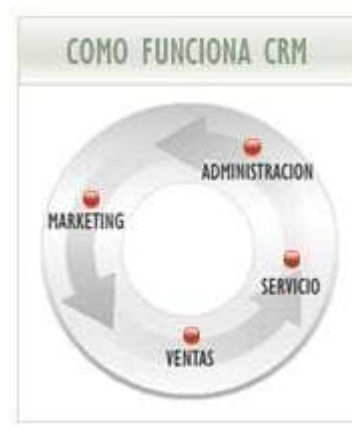 COMO FUNCIONA CRM
ADMINISTRACION
MARKETING
SERVICIO
VENTAS